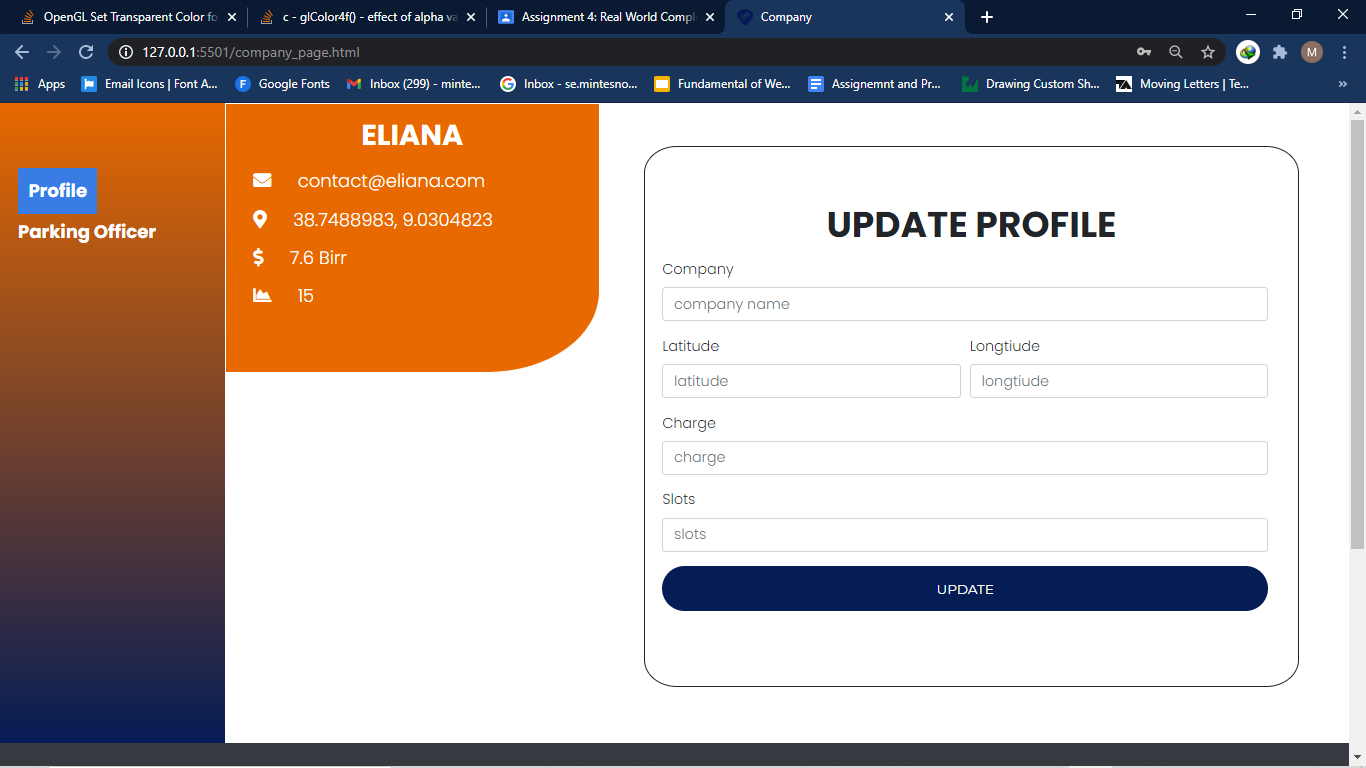 OpenGL Set Transparent Color fo
c - glColor4f() - effect of alpha va
Assignment 4: Real World Compl
Company
127.0.0.1:5501/company_page.html
M
Apps
Email Icons | Font A...
Google Fonts
Inbox (299) - minte...
Inbox - se.mintesno...
Fundamental of We...
Assignemnt and Pr...
Drawing Custom Sh...
Moving Letters | Te...
»
Profile
Parking Officer
ELIANA
contact@eliana.com
38.7488983, 9.0304823
$ 7.6 Birr
15
UPDATE PROFILE
Company
company name
Latitude Longtiude
latitude longtiude
Charge
charge
Slots
slots
UPDATE